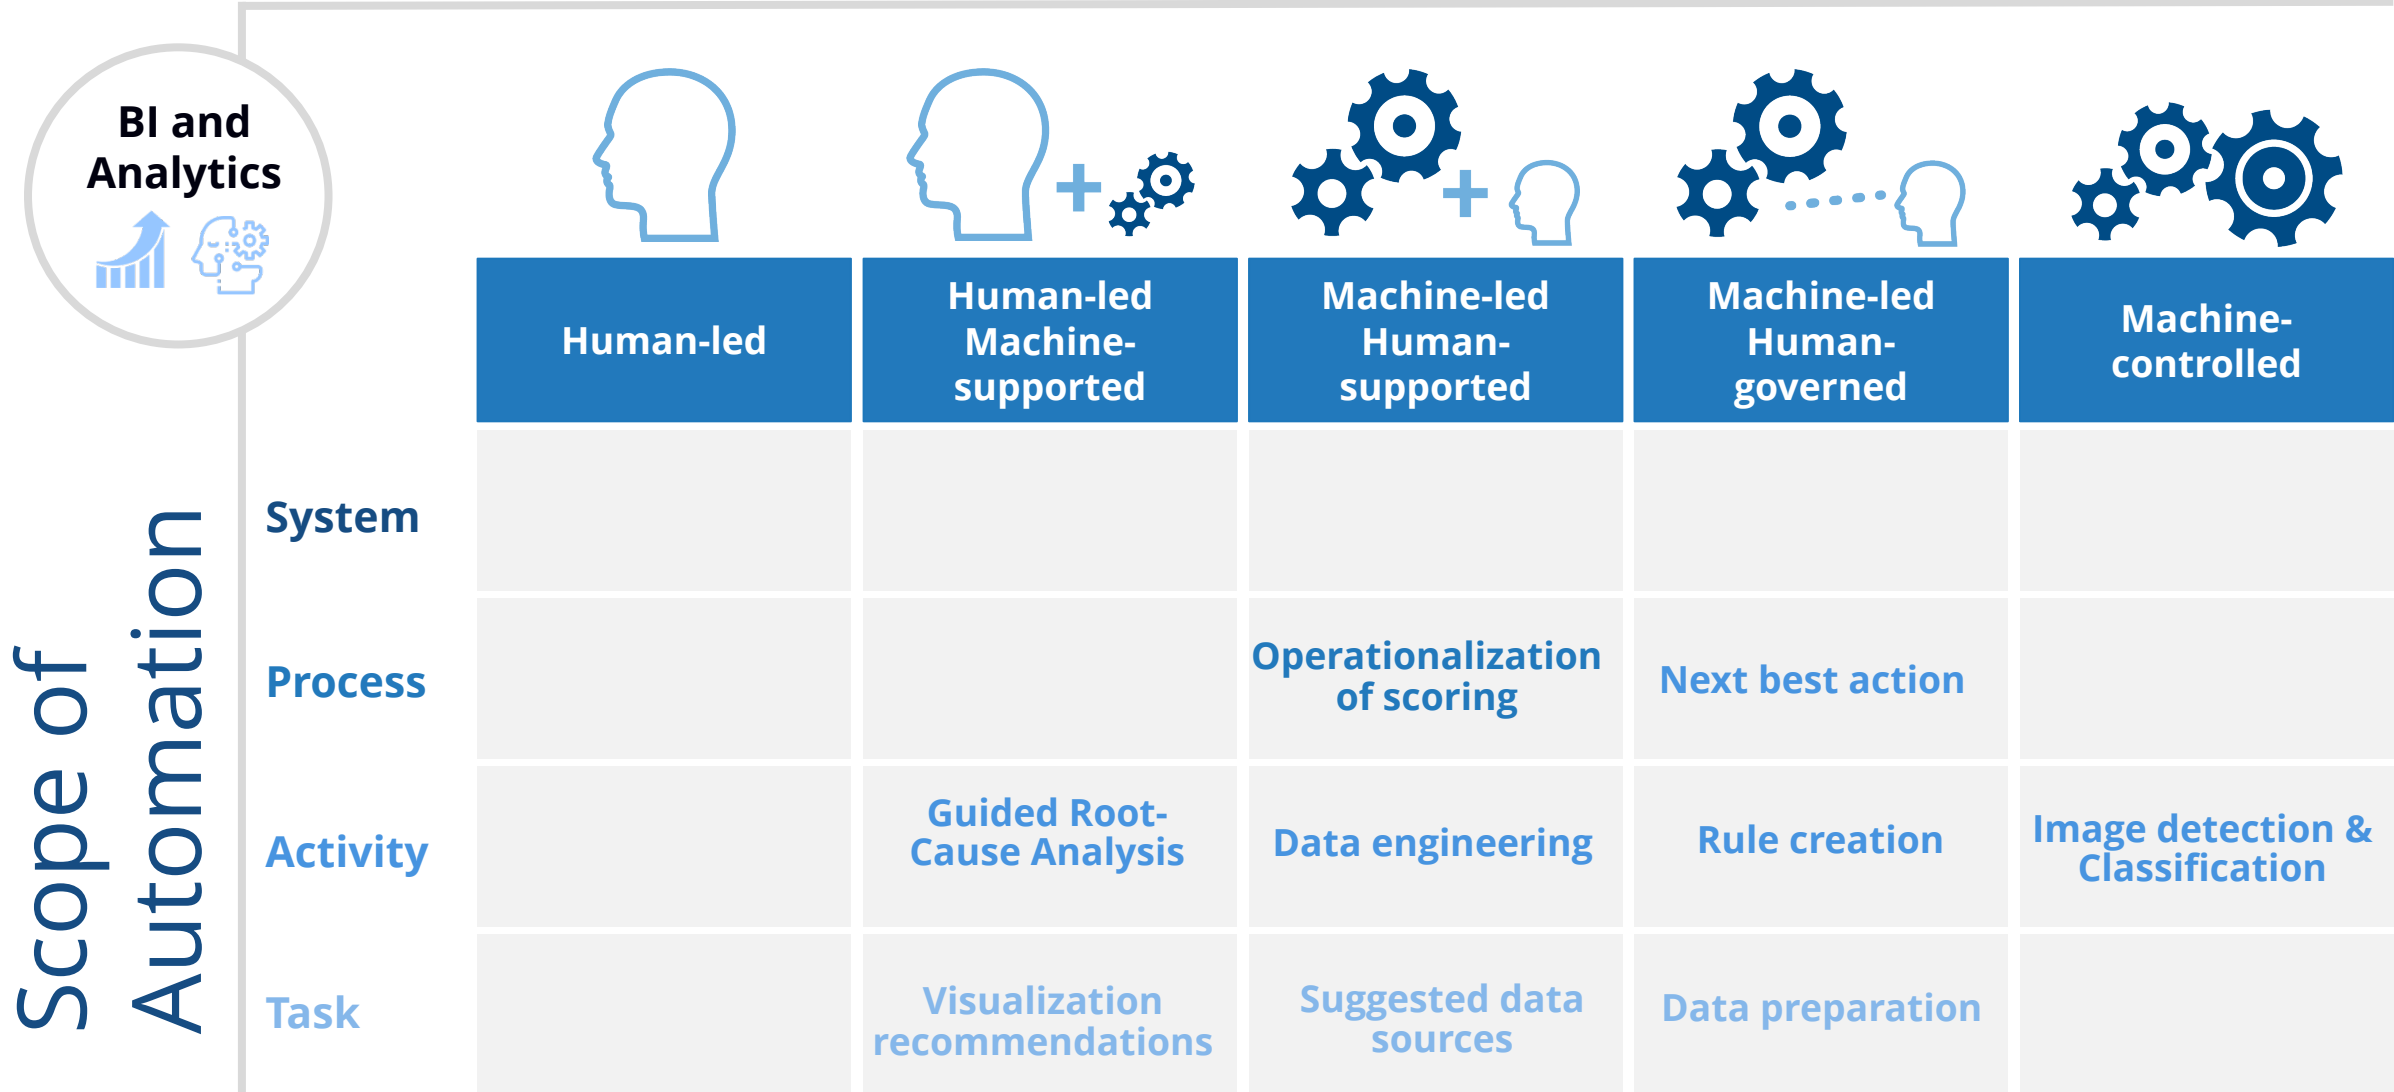 BI and
Analytics
Human-led
Human-led
Machine-
supported
Machine-led
Human-
supported
Machine-led
Human-
governed
Machine-
controlled
Scope of
Automation
System
Process
Operationalization
of scoring
Next best action
Activity
Guided Root-
Cause Analysis
Data engineering
Rule creation
Image detection &
Classification
Task
Visualization
recommendations
Suggested data
sources
Data preparation